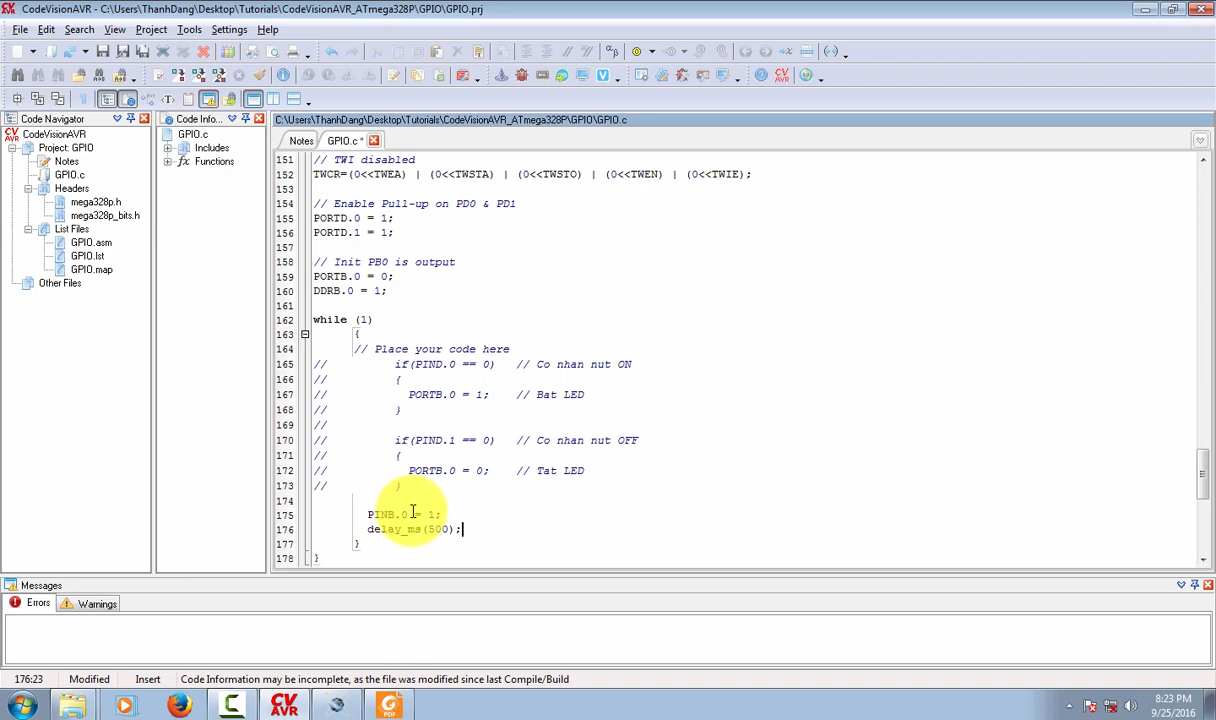 CodeVisionAVR - C:\Users\ThanhDang\Desktop\Tutorials\CodeVisionAVR_ATmega328P\GPIO\GPIO.prj
File Edit Search View Project Tools Settings Help
Code Navigator
Code Info...
C:\Users\ThanhDang\Desktop\Tutorials\CodeVisionAVR_ATmega328P\GPIO\GPIO.c
CodeVisionAVR
Project: GPIO
Notes
GPIO.c
Headers
mega328p.h
mega328p_bits.h
List Files
GPIO.asm
GPIO.lst
GPIO.map
Other Files
GPIO.c
Includes
Functions
Notes GPIO.c *
151 // TWI disabled
152 TWCR=(0<<TWEA) | (0<<TWSTA) | (0<<TWSTO) | (0<<TWEN) | (0<<TWIE);
153
154 // Enable Pull-up on PD0 & PD1
155 PORTD.0 = 1;
156 PORTD.1 = 1;
157
158 // Init PB0 is output
159 PORTB.0 = 0;
160 DDRB.0 = 1;
161
162 while (1)
163 {
164 // Place your code here
165 // if(PIND.0 == 0) // Co nhan nut ON
166 // {
167 // PORTB.0 = 1; // Bat LED
168 // }
169 //
170 // if(PIND.1 == 0) // Co nhan nut OFF
171 // {
172 // PORTB.0 = 0; // Tat LED
173 // }
174
175 PINB.0 = 1;
176 delay_ms(500);
177 }
178 }
Messages
Errors Warnings
176:23 Modified Insert Code Information may be incomplete, as the file was modified since last Compile/Build
CV AVR
8:23 PM
9/25/2016